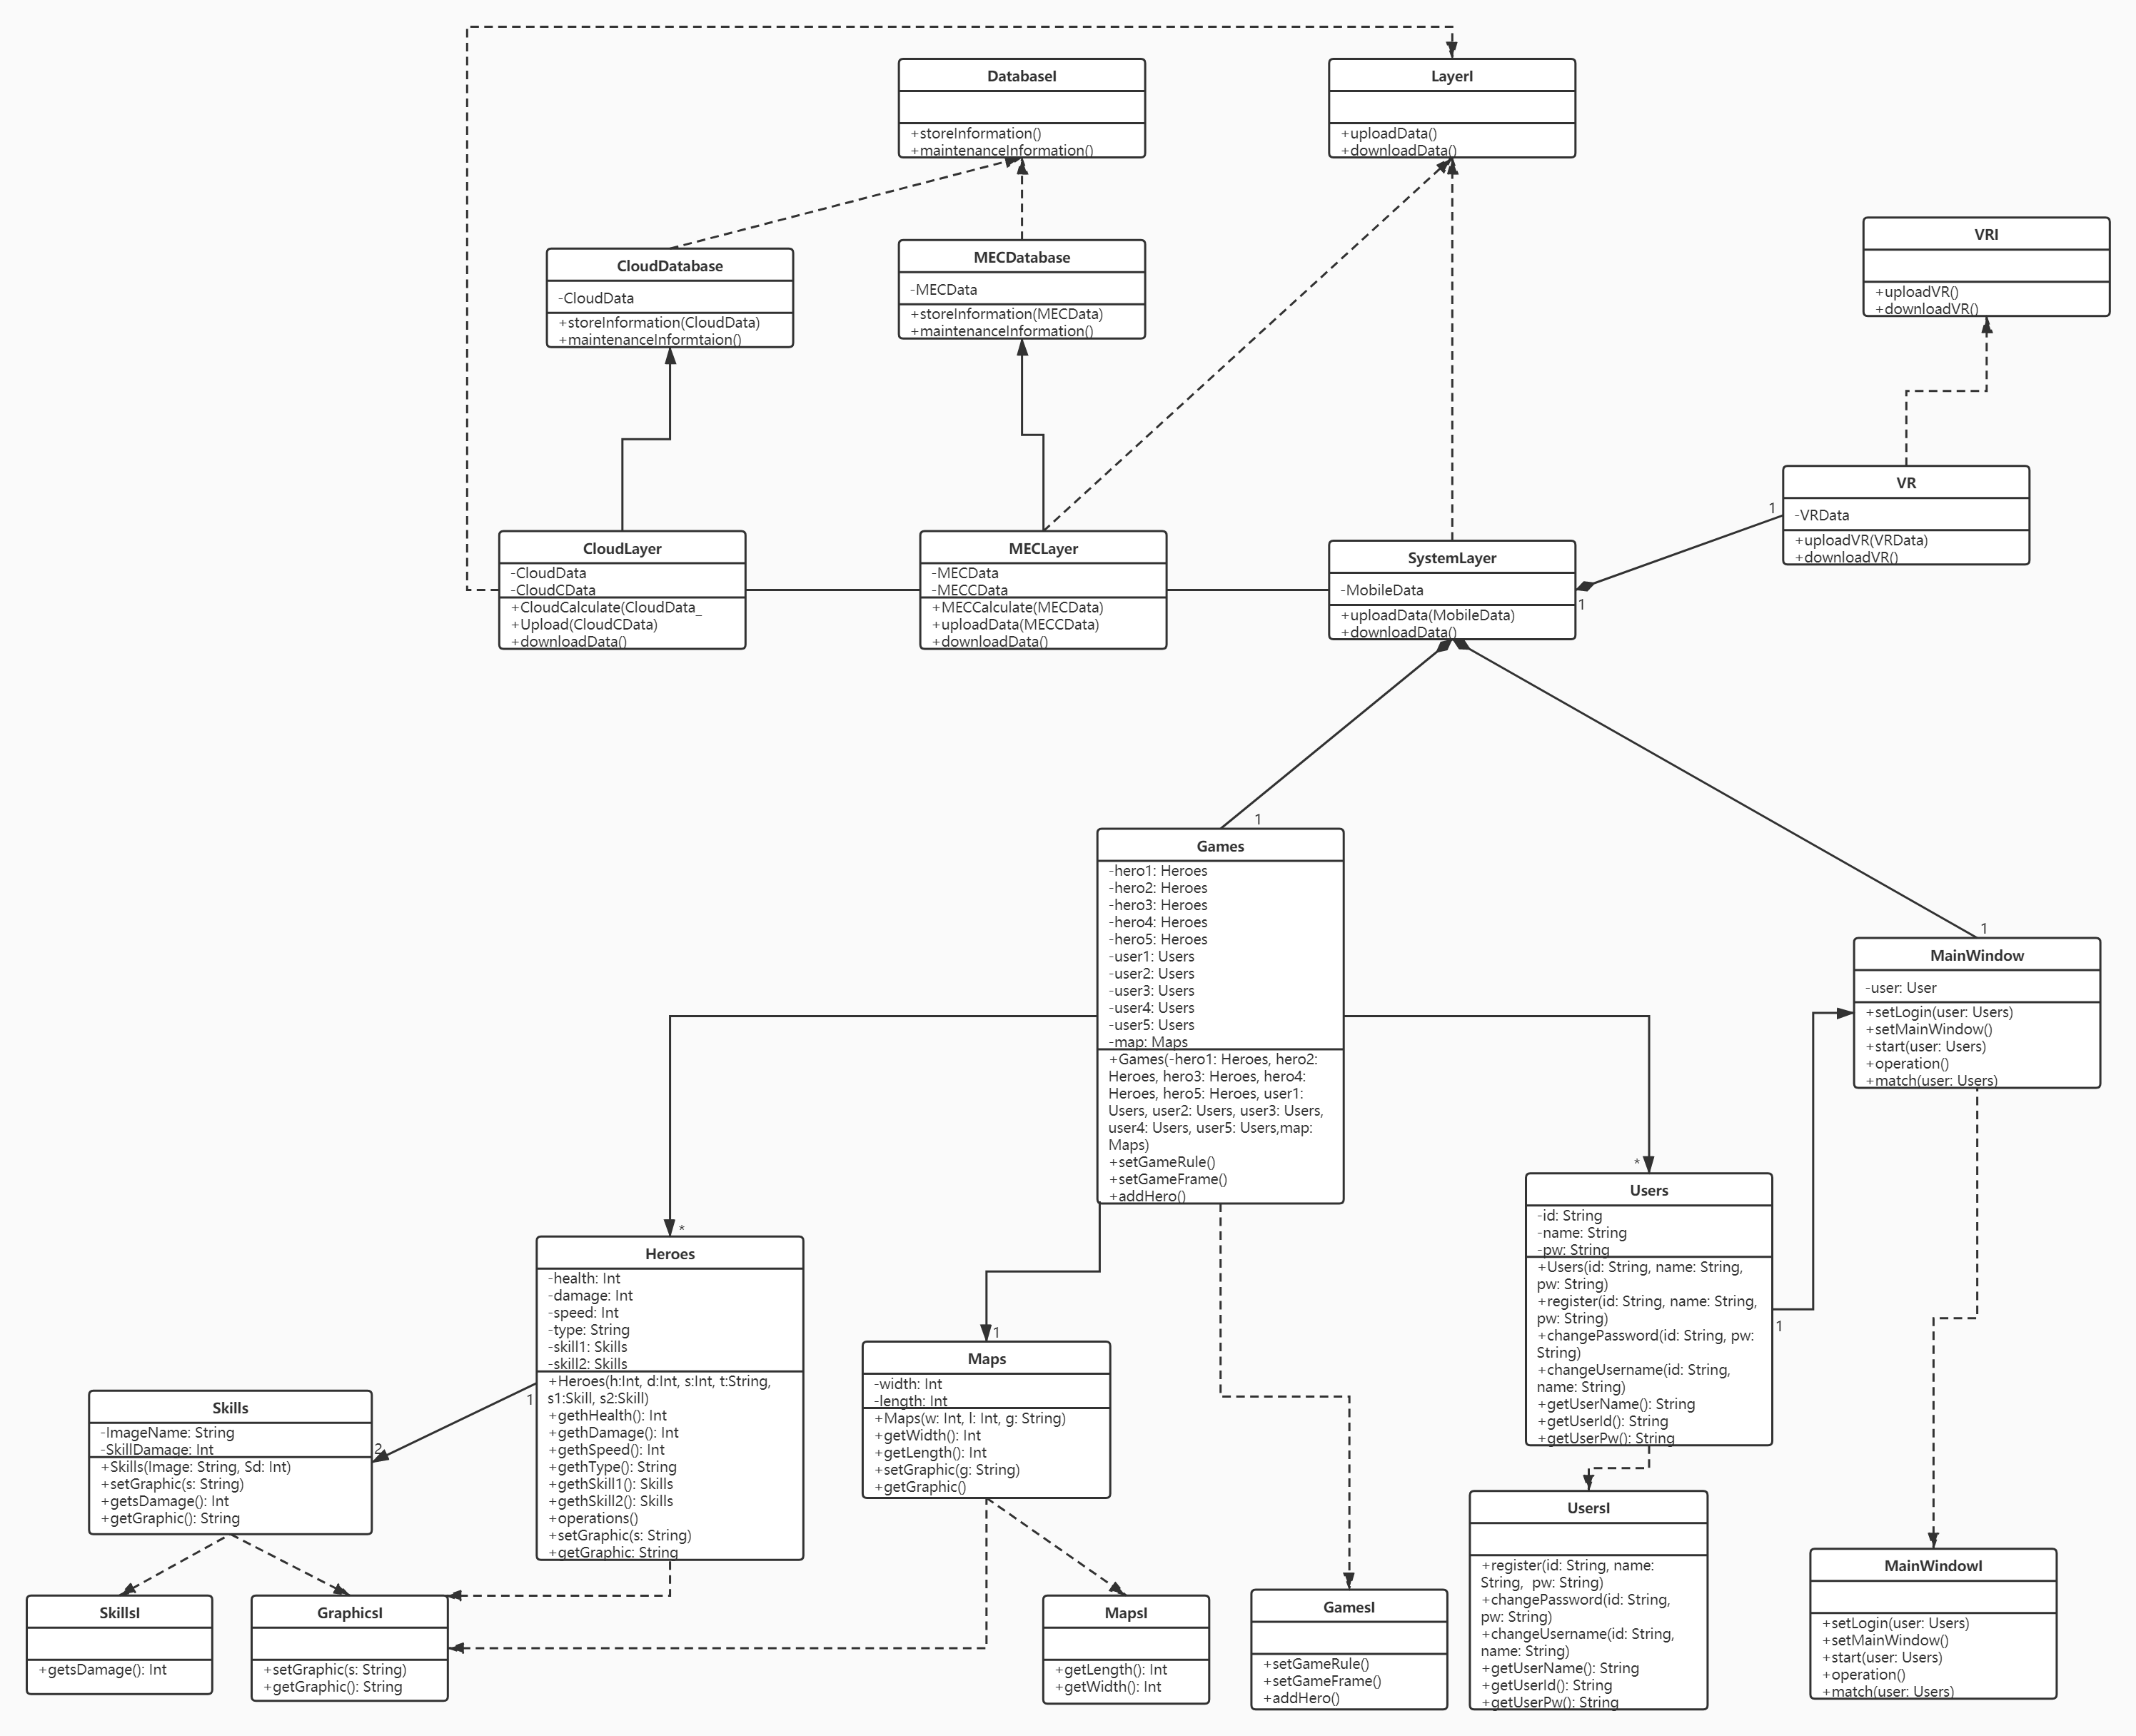 DatabaseI
+storeInformation()
+maintenanceInformation()
LayerI
+uploadData()
+downloadData()
VRI
+uploadVR()
+downloadVR()
CloudDatabase
-CloudData
+storeInformation(CloudData)
+maintenanceInformtaion()
MECDatabase
-MECData
+storeInformation(MECData)
+maintenanceInformation()
VR
-VRData
+uploadVR(VRData)
+downloadVR()
1
1
CloudLayer
-CloudData
-CloudCData
+CloudCalculate(CloudData_
+Upload(CloudCData)
+downloadData()
MECLayer
-MECData
-MECCData
+MECCalculate(MECData)
+uploadData(MECCData)
+downloadData()
SystemLayer
-MobileData
+uploadData(MobileData)
+downloadData()
1
Games
-hero1: Heroes
-hero2: Heroes
-hero3: Heroes
-hero4: Heroes
-hero5: Heroes
-user1: Users
-user2: Users
-user3: Users
-user4: Users
-user5: Users
-map: Maps
+Games(-hero1: Heroes, hero2:
Heroes, hero3: Heroes, hero4:
Heroes, hero5: Heroes, user1:
Users, user2: Users, user3: Users,
user4: Users, user5: Users,map:
Maps)
+setGameRule()
+setGameFrame()
+addHero()
1
MainWindow
-user: User
+setLogin(user: Users)
+setMainWindow()
+start(user: Users)
+operation()
+match(user: Users)
*
Users
-id: String
-name: String
-pw: String
+Users(id: String, name: String,
pw: String)
+register(id: String, name: String,
pw: String)
+changePassword(id: String, pw:
String)
+changeUsername(id: String,
name: String)
+getUserName(): String
+getUserId(): String
+getUserPw(): String
1
*
Heroes
-health: Int
-damage: Int
-speed: Int
-type: String
-skill1: Skills
-skill2: Skills
+Heroes(h:Int, d:Int, s:Int, t:String,
s1:Skill, s2:Skill)
+gethHealth(): Int
+gethDamage(): Int
+gethSpeed(): Int
+gethType(): String
+gethSkill1(): Skills
+gethSkill2(): Skills
+operations()
+setGraphic(s: String)
+getGraphic: String
1
Maps
-width: Int
-length: Int
+Maps(w: Int, l: Int, g: String)
+getWidth(): Int
+getLength(): Int
+setGraphic(g: String)
+getGraphic()
1
2
Skills
-ImageName: String
-SkillDamage: Int
+Skills(Image: String, Sd: Int)
+setGraphic(s: String)
+getsDamage(): Int
+getGraphic(): String
SkillsI
+getsDamage(): Int
GraphicsI
+setGraphic(s: String)
+getGraphic(): String
MapsI
+getLength(): Int
+getWidth(): Int
GamesI
+setGameRule()
+setGameFrame()
+addHero()
UsersI
+register(id: String, name:
String,  pw: String)
+changePassword(id: String,
pw: String)
+changeUsername(id: String,
name: String)
+getUserName(): String
+getUserId(): String
+getUserPw(): String
MainWindowI
+setLogin(user: Users)
+setMainWindow()
+start(user: Users)
+operation()
+match(user: Users)